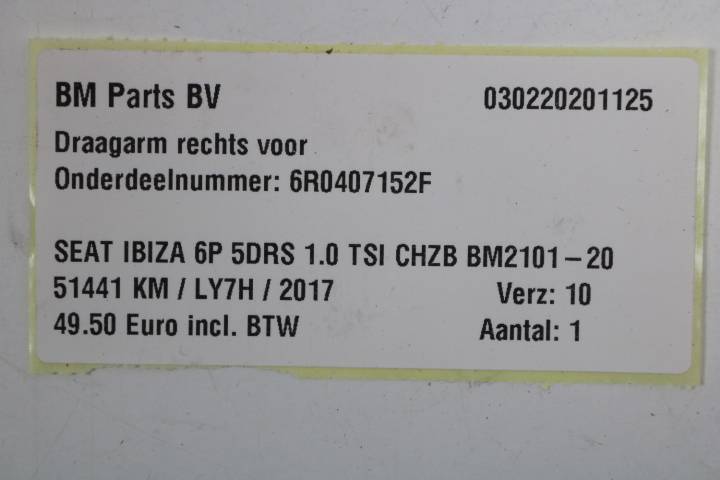 BM Parts BV 030220201125
Draagarm rechts voor
Onderdeelnummer: 6R0407152F
SEAT IBIZA 6P 5DRS 1.0 TSI CHZB BM2101-20
51441 KM / LY7H / 2017 Verz: 10
49.50 Euro incl. BTW Aantal: 1